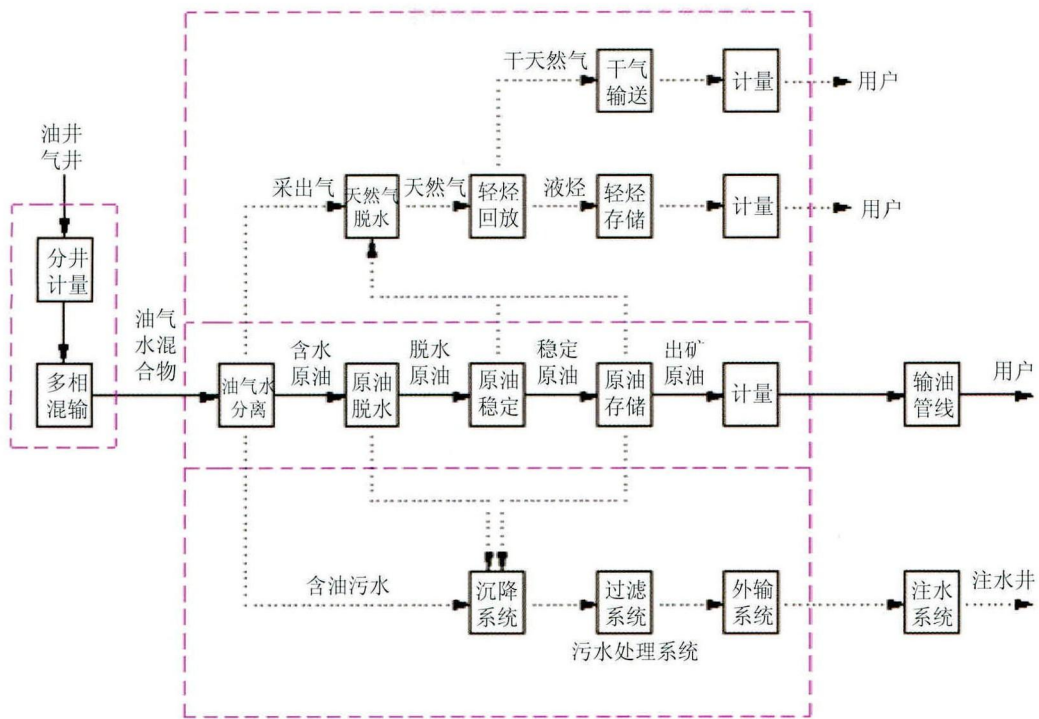 干天然气
干气
输送
计量
用户
油井
气井
采出气
天然气
脱水
天然气
轻烃
回放
液烃
轻烃
存储
计量
用户
分井
计量
油气
水混
合物
多相
混输
油气水
分离
含水
原油
原油
脱水
脱水
原油
原油
稳定
稳定
原油
原油
存储
出矿
原油
计量
输油
管线
用户
含油污水
沉降
系统
过滤
系统
外输
系统
注水
系统
注水井
污水处理系统